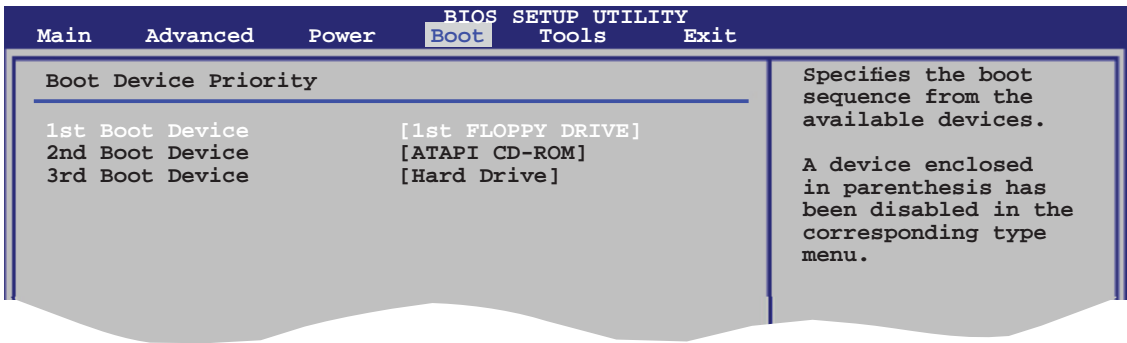 BIOS SETUP UTILITY
Main Advanced Power Boot Tools Exit
Boot Device Priority
1st Boot Device [1st FLOPPY DRIVE]
2nd Boot Device [ATAPI CD-ROM]
3rd Boot Device [Hard Drive]
Specifies the boot
sequence from the
available devices.
A device enclosed
in parenthesis has
been disabled in the
corresponding type
menu.